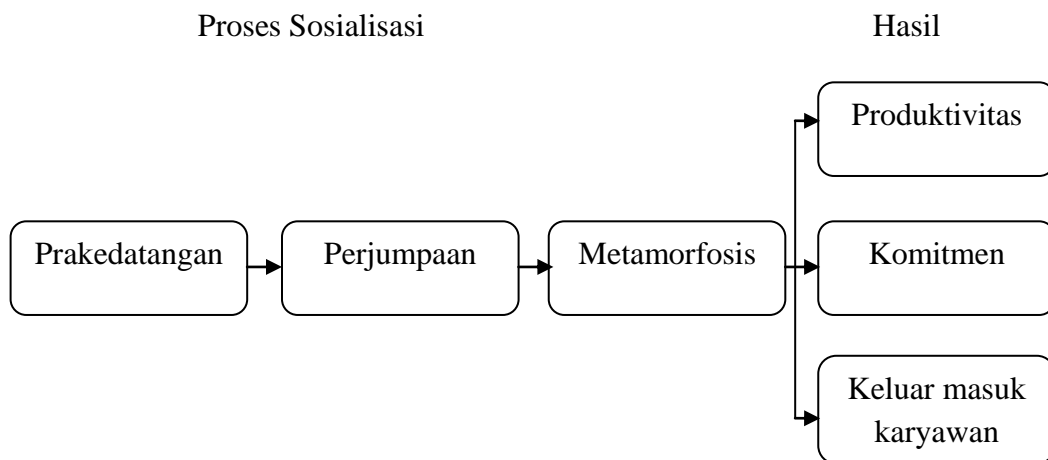 Proses Sosialisasi
Hasil
Produktivitas
Prakedatangan
Perjumpaan
Metamorfosis
Komitmen
Keluar masuk
karyawan